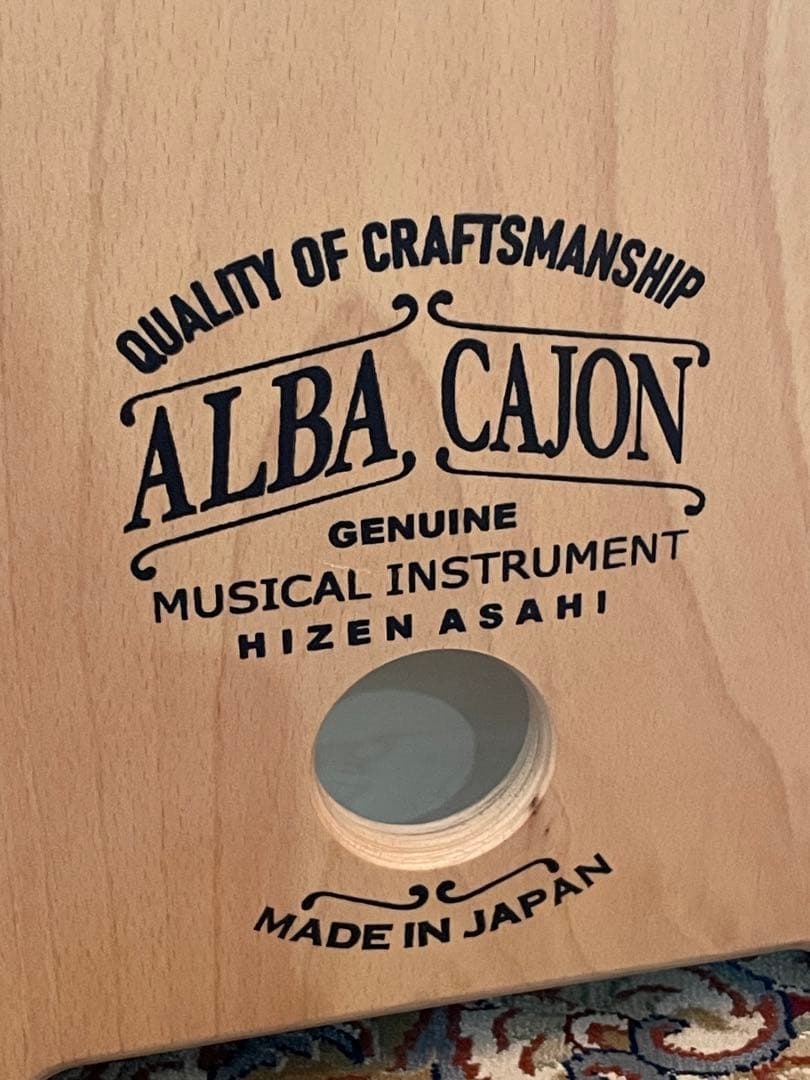 QUALITY OF CRAFTSMANSHIP
ALBA CAJON
GENUINE
MUSICAL INSTRUMENT
HIZEN ASAHI
MADE IN JAPAN